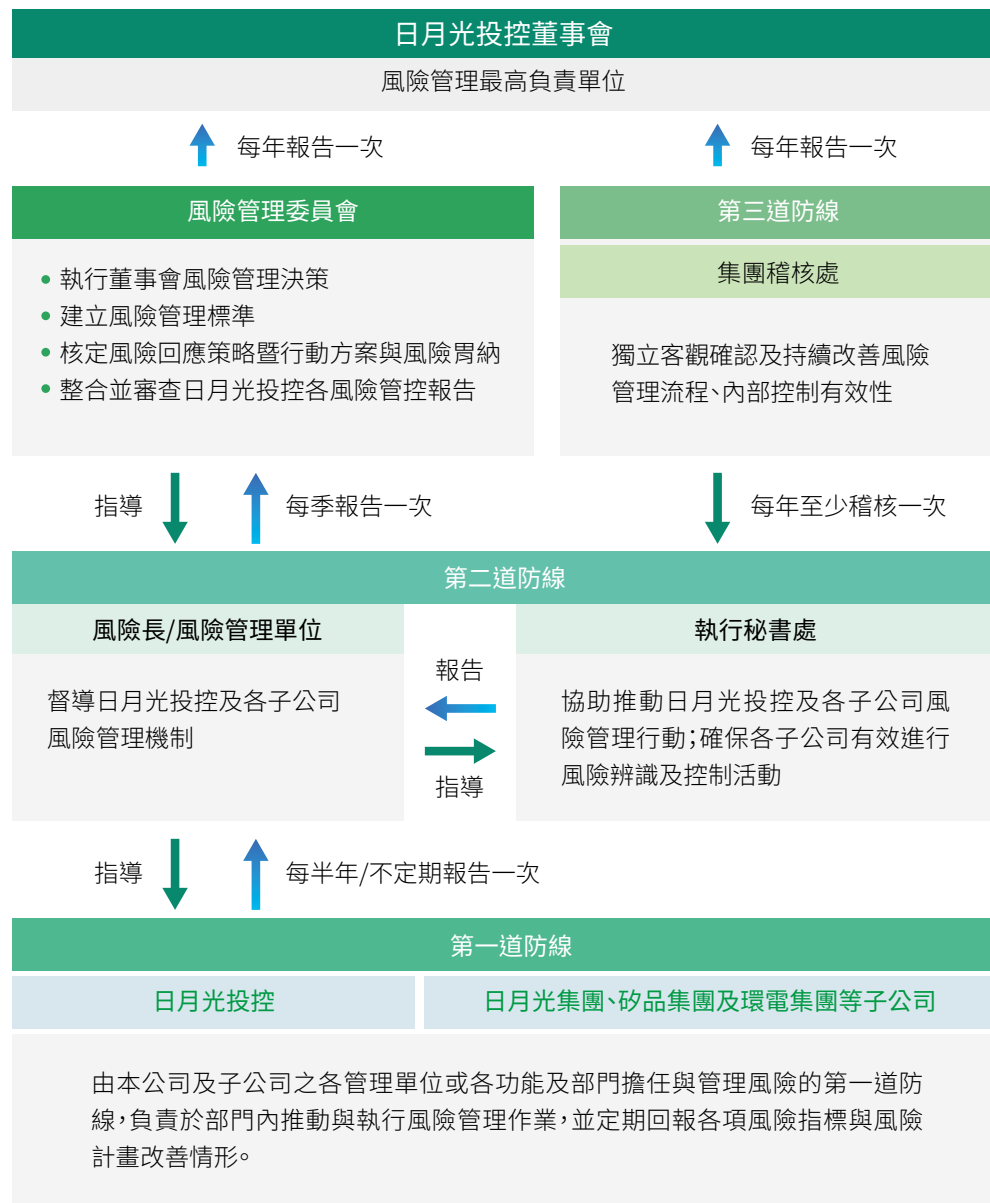 日月光投控董事會
風險管理最高負責單位
每年報告一次
每年報告一次
風險管理委員會
• 執行董事會風險管理決策
• 建立風險管理標準
• 核定風險回應策略暨行動方案與風險胃納
• 整合並審查日月光投控各風險管控報告
第三道防線
集團稽核處
獨立客觀確認及持續改善風險
管理流程、內部控制有效性
指導
每季報告一次
每年至少稽核一次
第二道防線
風險長/風險管理單位
督導日月光投控及各子公司
風險管理機制
報告
指導
執行秘書處
協助推動日月光投控及各子公司風
險管理行動；確保各子公司有效進行
風險辨識及控制活動
指導
每半年/不定期報告一次
第一道防線
日月光投控
日月光集團、矽品集團及環電集團等子公司
由本公司及子公司之各管理單位或各功能及部門擔任與管理風險的第一道防
線，負責於部門內推動與執行風險管理作業，並定期回報各項風險指標與風險
計畫改善情形。